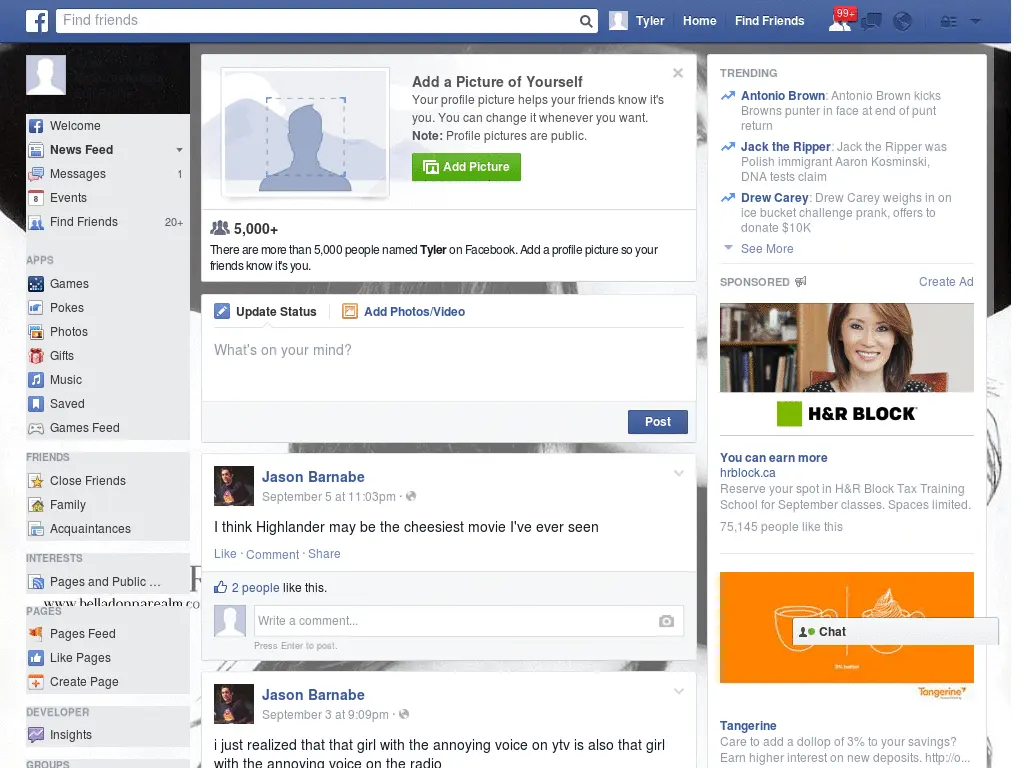 Find friends
Tyler
Home
Find Friends
99+
Welcome
News Feed
Messages 1
Events
Find Friends 20+
APPS
Games
Pokes
Photos
Gifts
Music
Saved
Games Feed
FRIENDS
Close Friends
Family
Acquaintances
INTERESTS
Pages and Public ...
www.belladonnarealm.co
PAGES
Pages Feed
Like Pages
Create Page
DEVELOPER
Insights
GROUPS
Add a Picture of Yourself
Your profile picture helps your friends know it's
you. You can change it whenever you want.
Note: Profile pictures are public.
Add Picture
5,000+
There are more than 5,000 people named Tyler on Facebook. Add a profile picture so your
friends know it's you.
Update Status
Add Photos/Video
What's on your mind?
Post
Jason Barnabe
September 5 at 11:03pm ·
I think Highlander may be the cheesiest movie I've ever seen
Like · Comment · Share
2 people like this.
Write a comment...
Press Enter to post.
Jason Barnabe
September 3 at 9:09pm ·
i just realized that that girl with the annoying voice on ytv is also that girl
with the annoying voice on the radio
TRENDING
Antonio Brown: Antonio Brown kicks
Browns punter in face at end of punt
return
Jack the Ripper: Jack the Ripper was
Polish immigrant Aaron Kosminski,
DNA tests claim
Drew Carey: Drew Carey weighs in on
ice bucket challenge prank, offers to
donate $10K
See More
SPONSORED
Create Ad
H&R BLOCK
You can earn more
hrblock.ca
Reserve your spot in H&R Block Tax Training
School for September classes. Spaces limited.
75,145 people like this
Chat
Tangerine
Tangerine
Care to add a dollop of 3% to your savings?
Earn higher interest on new deposits. http://o...